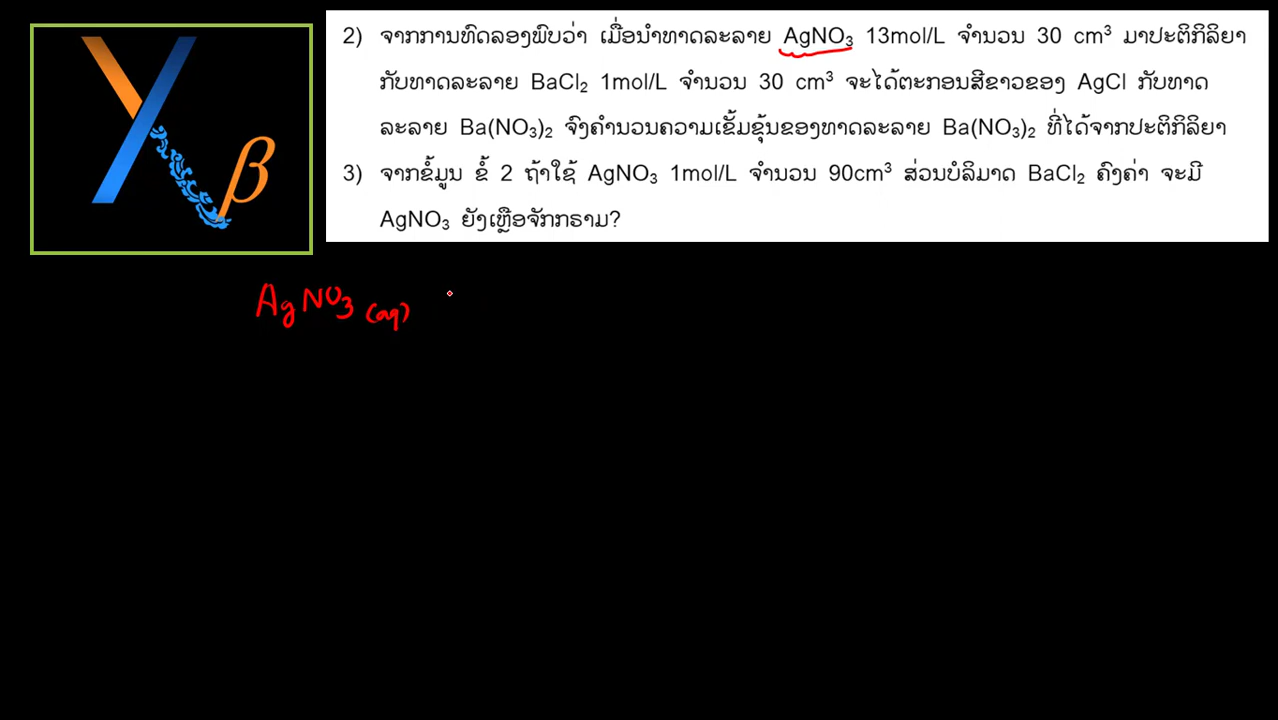 2) ຈາກການທົດລອງພົບວ່າ ເມື່ອນຳທາດລະລາຍ AgNO₃ 13mol/L ຈຳນວນ 30 cm³ ມາປະຕິກິລິຍາ
ກັບທາດລະລາຍ BaCl₂ 1mol/L ຈຳນວນ 30 cm³ ຈະໄດ້ຕະກອນສີຂາວຂອງ AgCl ກັບທາດ
ລະລາຍ Ba(NO₃)₂ ຈົ່ງຄຳນວນຄວາມເຂັ້ມຂຸ້ນຂອງທາດລະລາຍ Ba(NO₃)₂ ທີ່ໄດ້ຈາກປະຕິກິລິຍາ
3) ຈາກຂໍ້ມູນ ຂໍ້ 2 ຖ້າໃຊ້ AgNO₃ 1mol/L ຈຳນວນ 90cm³ ສ່ວນບໍລິມາດ BaCl₂ ຄົງຄ່າ ຈະມີ
AgNO₃ ຍັງເຫຼືອຈັກກຣາມ?
β
AgNO₃ (aq)